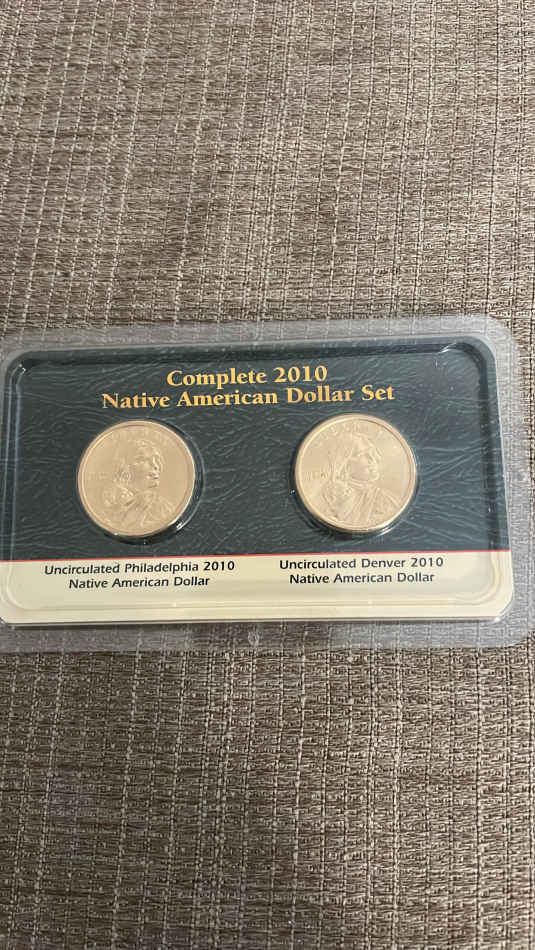 Complete 2010
Native American Dollar Set
Uncirculated Philadelphia 2010
Native American Dollar
Uncirculated Denver 2010
Native American Dollar